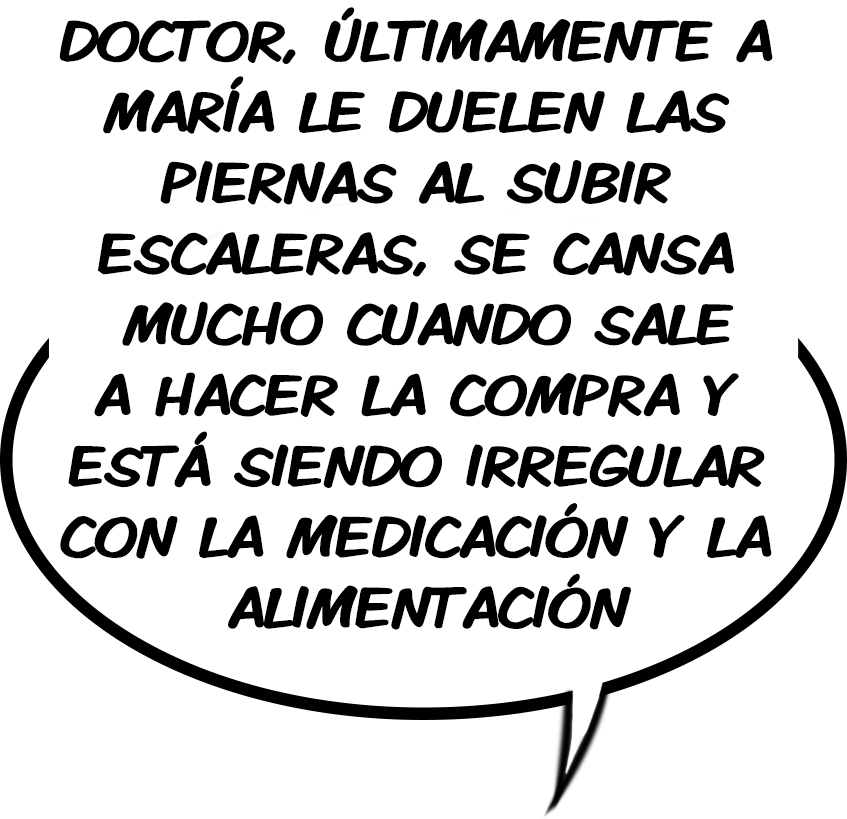 DOCTOR, ÚLTIMAMENTE A
MARÍA LE DUELEN LAS
PIERNAS AL SUBIR
ESCALERAS, SE CANSA
MUCHO CUANDO SALE
A HACER LA COMPRA Y
ESTÁ SIENDO IRREGULAR
CON LA MEDICACIÓN Y LA
ALIMENTACIÓN